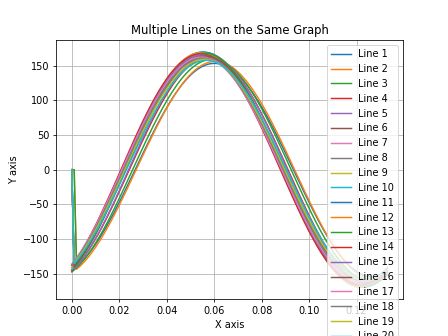 Multiple Lines on the Same Graph
Y axis
150
100
50
0
−50
−100
−150
0.00
0.02
0.04
0.06
0.08
0.10
X axis
Line 1
Line 2
Line 3
Line 4
Line 5
Line 6
Line 7
Line 8
Line 9
Line 10
Line 11
Line 12
Line 13
Line 14
Line 15
Line 16
Line 17
Line 18
Line 19
Line 20